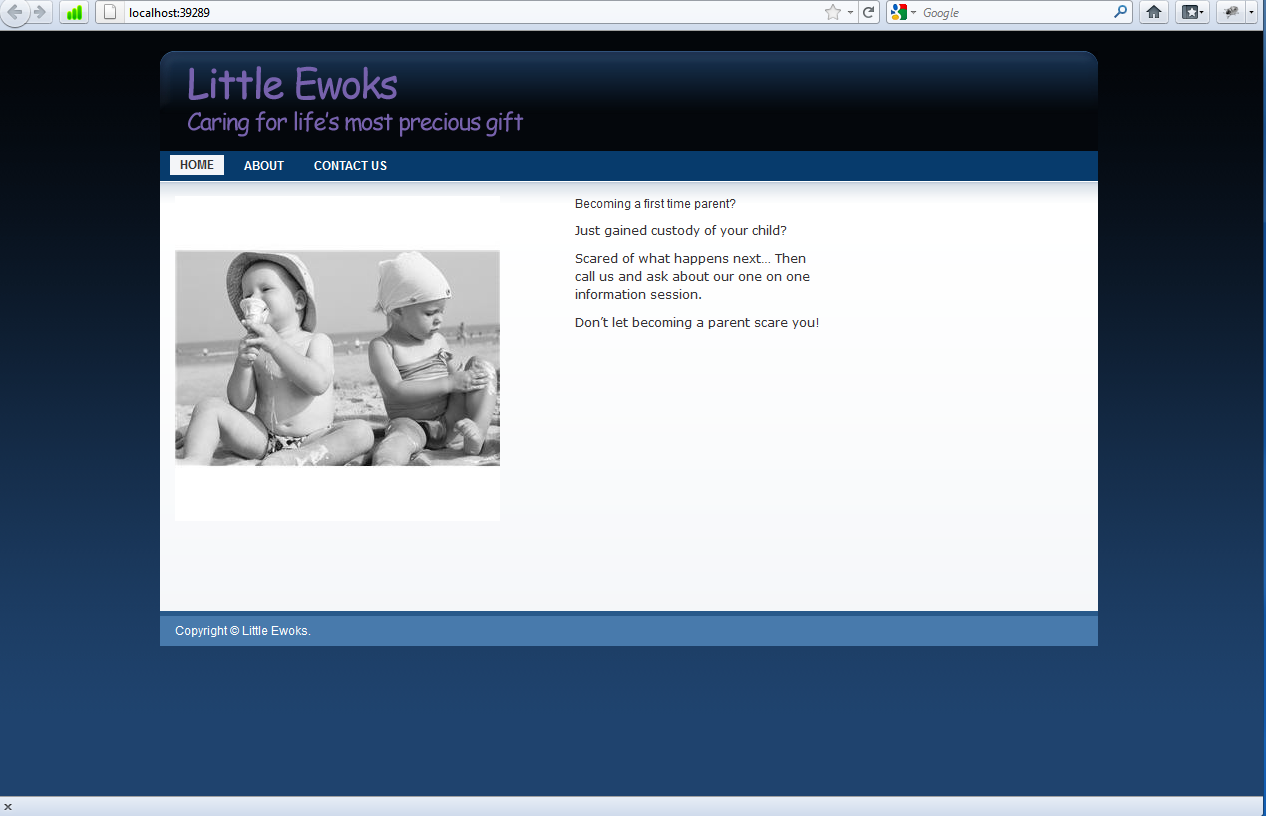 localhost:39289
Google
Little Ewoks
Caring for life's most precious gift
HOME ABOUT CONTACT US
Becoming a first time parent?
Just gained custody of your child?
Scared of what happens next... Then
call us and ask about our one on one
information session.
Don't let becoming a parent scare you!
Copyright © Little Ewoks.